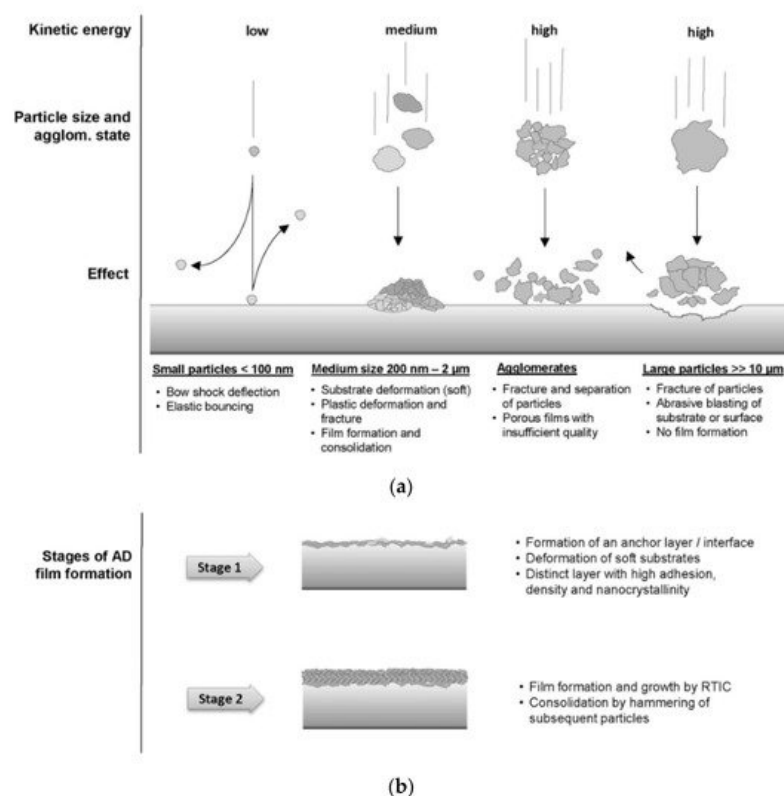 Kinetic energy low medium high high
Particle size and
agglom. state
Effect
Small particles < 100 nm
• Bow shock deflection
• Elastic bouncing
Medium size 200 nm – 2 µm
• Substrate deformation (soft)
• Plastic deformation and
fracture
• Film formation and
consolidation
Agglomerates
• Fracture and separation
of particles
• Porous films with
insufficient quality
Large particles >> 10 µm
• Fracture of particles
• Abrasive blasting of
substrate or surface
• No film formation
(a)
Stages of AD
film formation
Stage 1
• Formation of an anchor layer / interface
• Deformation of soft substrates
• Distinct layer with high adhesion,
density and nanocrystallinity
Stage 2
• Film formation and growth by RTIC
• Consolidation by hammering of
subsequent particles
(b)